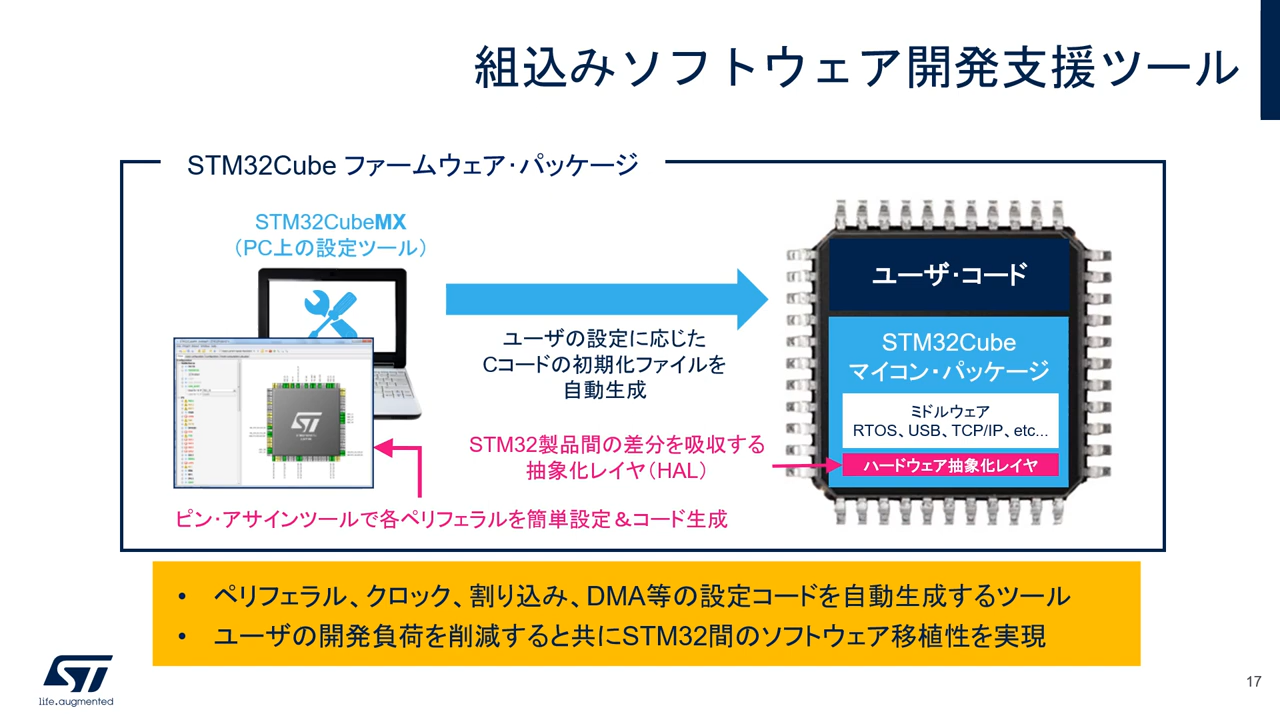 組込みソフトウェア開発支援ツール
STM32Cube ファームウェア・パッケージ
STM32CubeMX
（PC上の設定ツール）
ユーザの設定に応じた
Cコードの初期化ファイルを
自動生成
STM32製品間の差分を吸収する
抽象化レイヤ（HAL）
ピン・アサインツールで各ペリフェラルを簡単設定＆コード生成
ユーザ・コード
STM32Cube
マイコン・パッケージ
ミドルウェア
RTOS、USB、TCP/IP、etc...
ハードウェア抽象化レイヤ
• ペリフェラル、クロック、割り込み、DMA等の設定コードを自動生成するツール
• ユーザの開発負荷を削減すると共にSTM32間のソフトウェア移植性を実現
ST
life.augmented
17